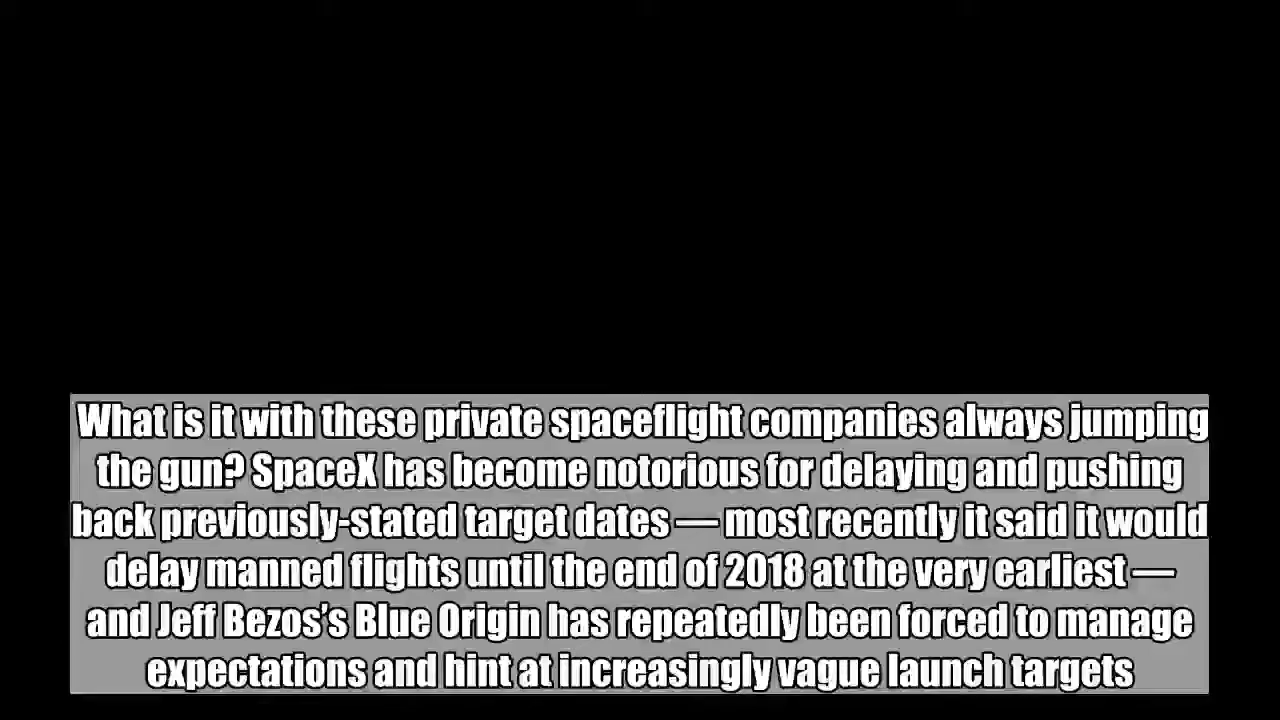 What is it with these private spaceflight companies always jumping
the gun? SpaceX has become notorious for delaying and pushing
back previously-stated target dates — most recently it said it would
delay manned flights until the end of 2018 at the very earliest —
and Jeff Bezos’s Blue Origin has repeatedly been forced to manage
expectations and hint at increasingly vague launch targets